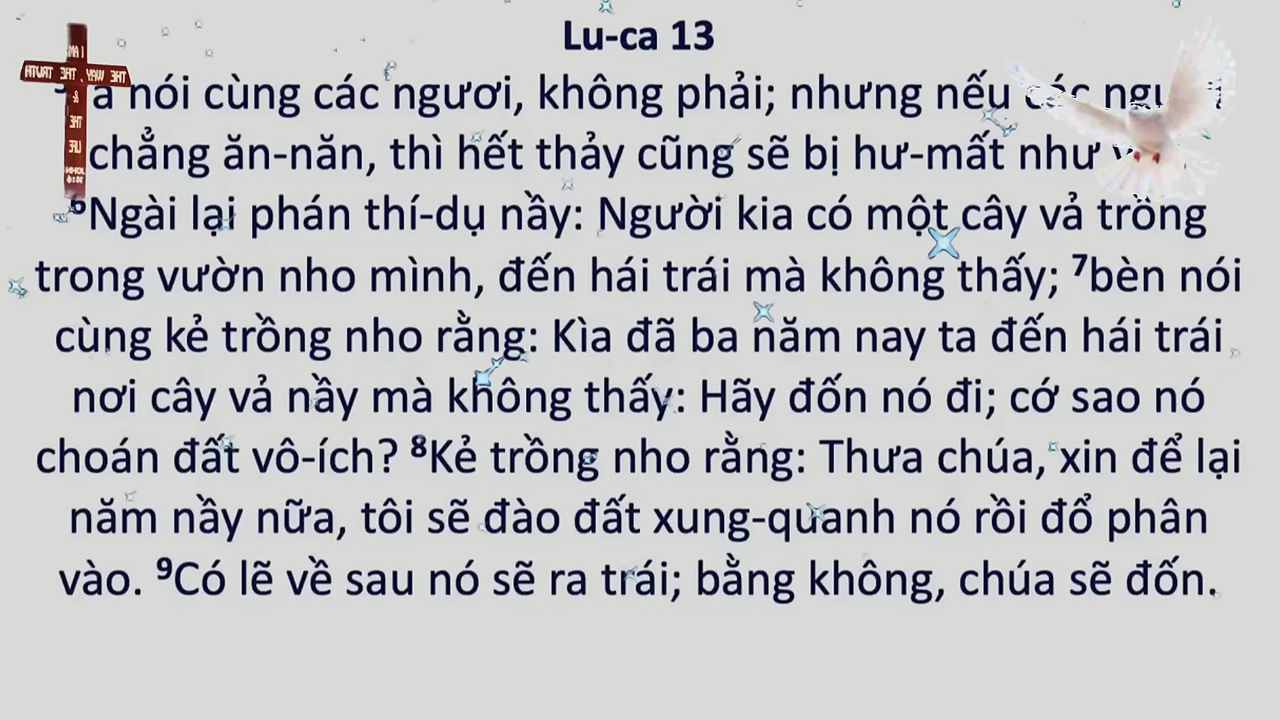 Lu-ca 13
nói cùng các ngươi, không phải; nhưng nếu các
chẳng ăn-năn, thì hết thảy cũng sẽ bị hư-mất như
⁶Ngài lại phán thí-dụ nầy: Người kia có một cây vả trồng
trong vườn nho mình, đến hái trái mà không thấy; ⁷bèn nói
cùng kẻ trồng nho rằng: Kìa đã ba năm nay ta đến hái trái
nơi cây vả nầy mà không thấy: Hãy đốn nó đi; cớ sao nó
choán đất vô-ích? ⁸Kẻ trồng nho rằng: Thưa chúa, xin để lại
năm nầy nữa, tôi sẽ đào đất xung-quanh nó rồi đổ phân
vào. ⁹Có lẽ về sau nó sẽ ra trái; bằng không, chúa sẽ đốn.